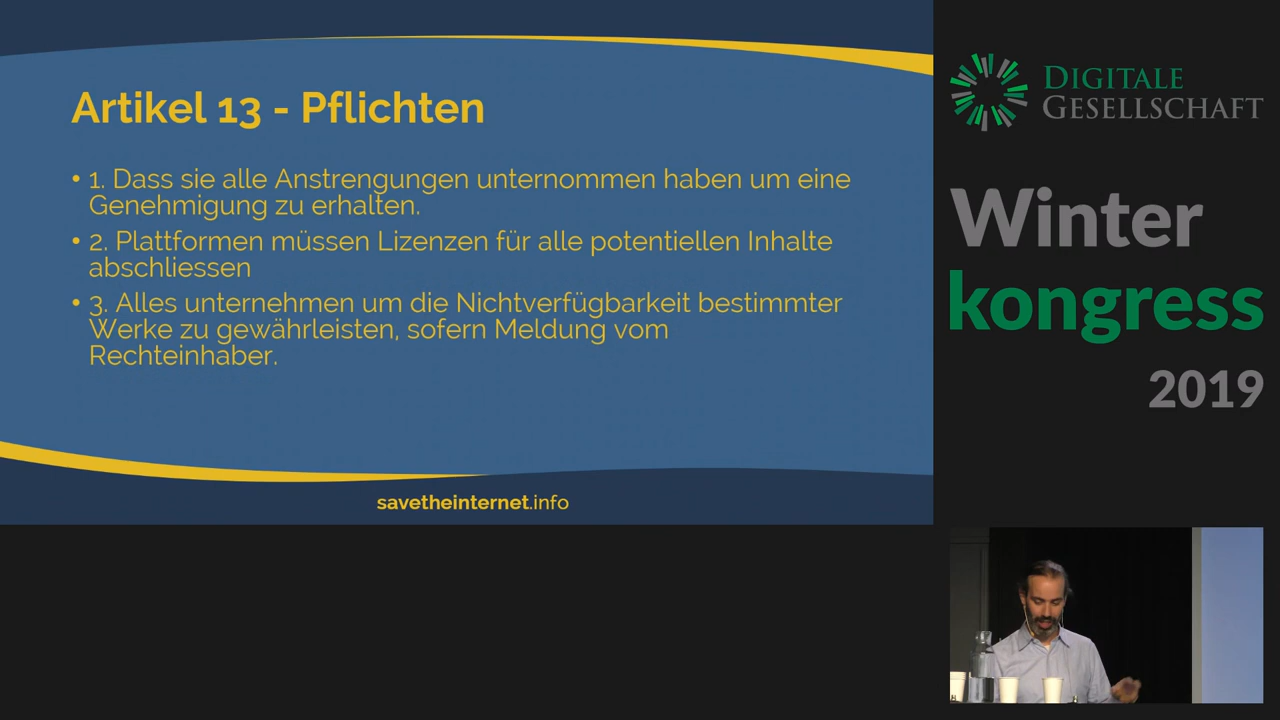 Artikel 13 - Pflichten
• 1. Dass sie alle Anstrengungen unternommen haben um eine
Genehmigung zu erhalten.
• 2. Plattformen müssen Lizenzen für alle potentiellen Inhalte
abschliessen
• 3. Alles unternehmen um die Nichtverfügbarkeit bestimmter
Werke zu gewährleisten, sofern Meldung vom
Rechteinhaber.
savetheinternet.info
DIGITALE
GESELLSCHAFT
Winter
kongress
2019